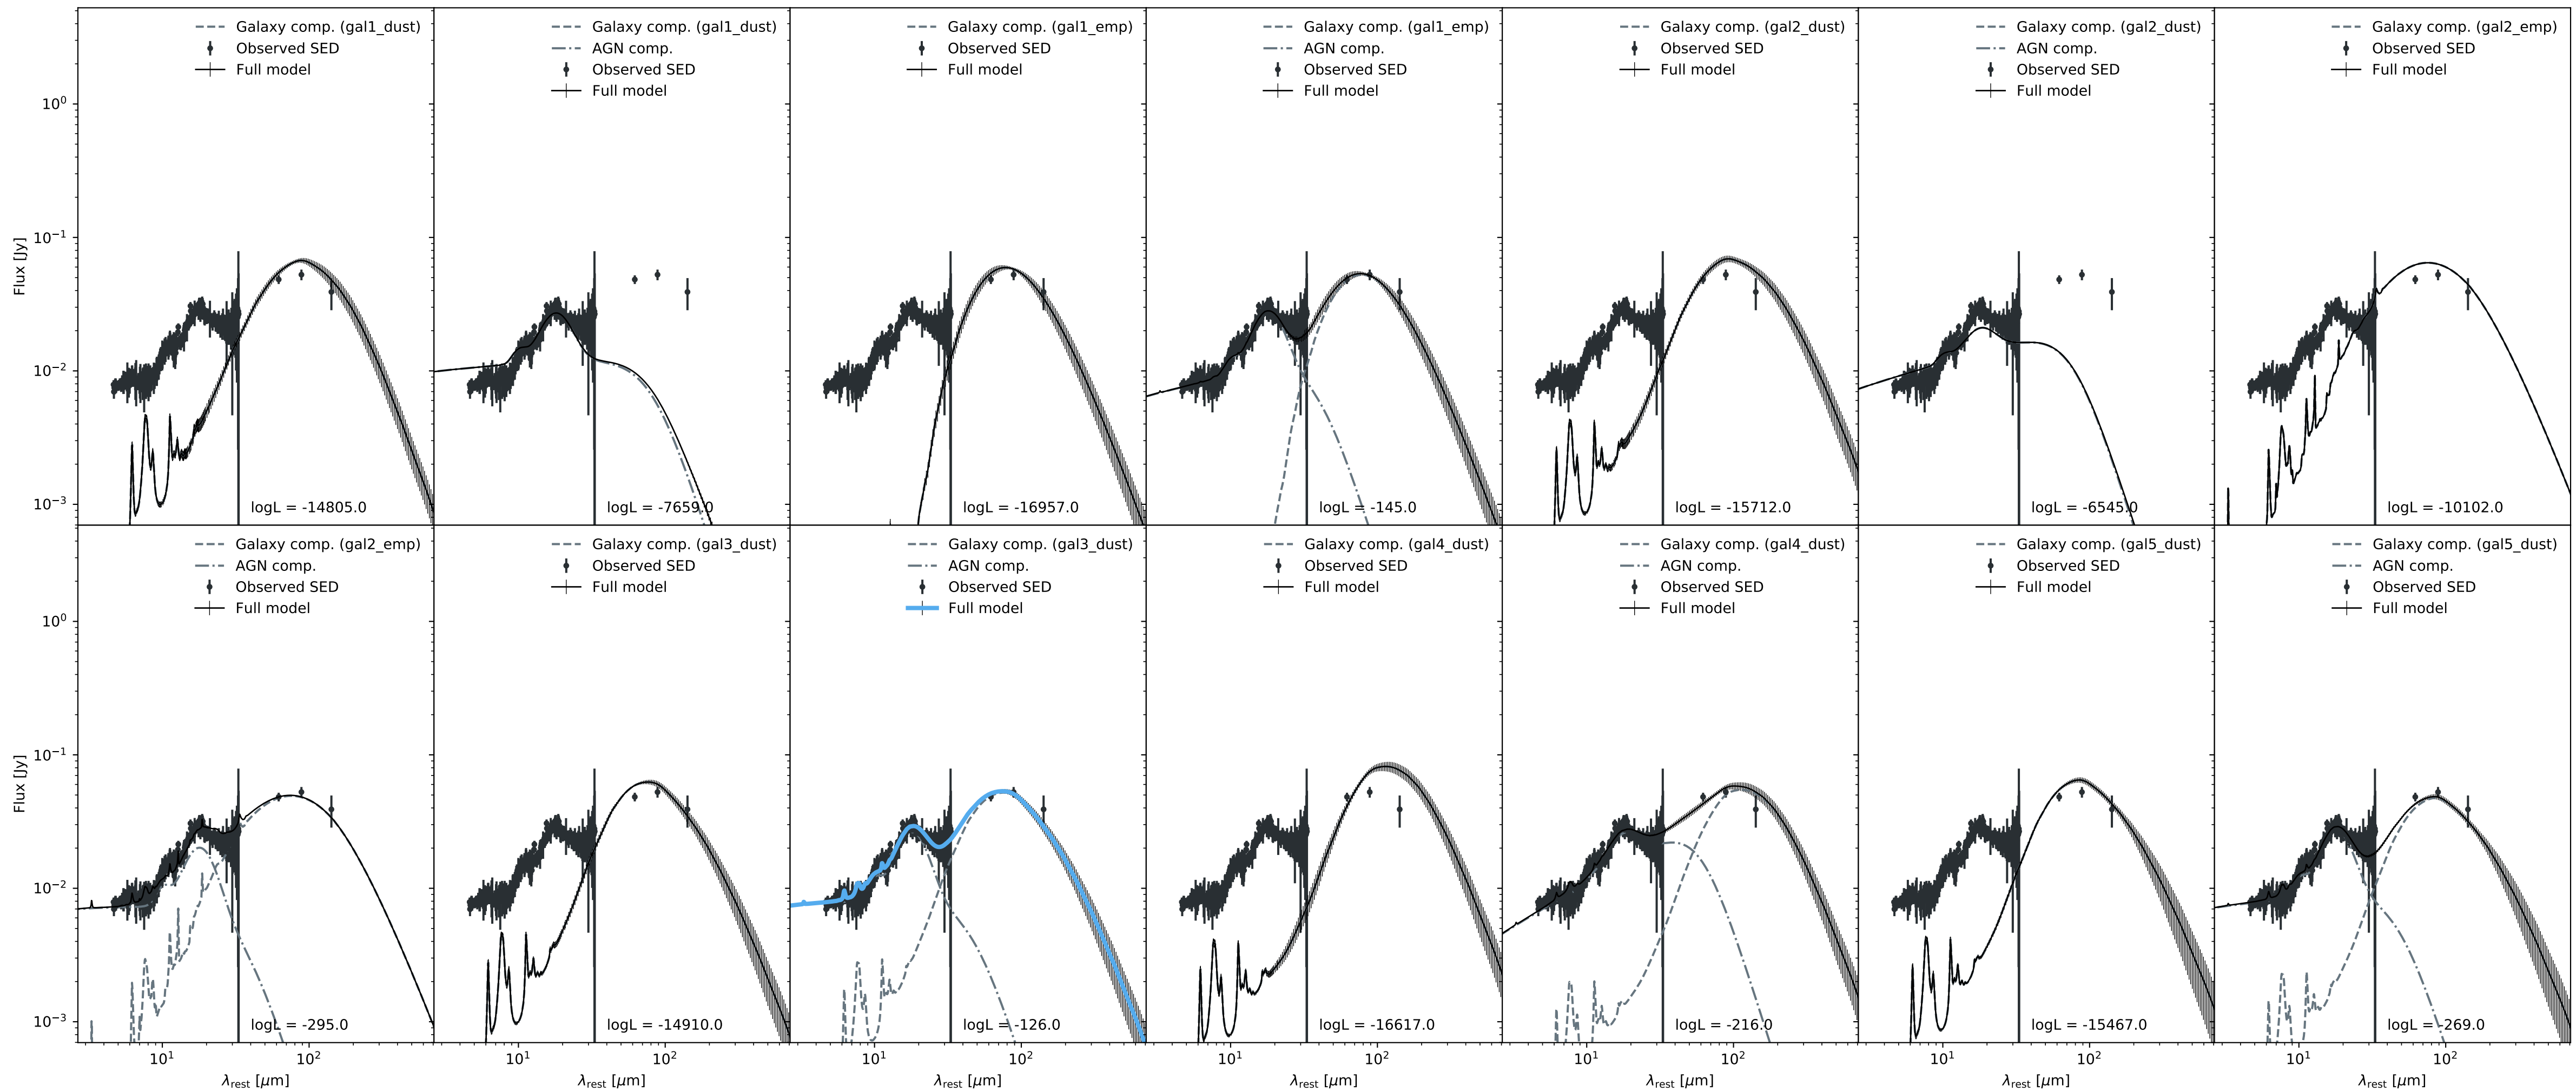 Galaxy comp. (gal1_dust)
Observed SED
Full model
logL = -14805.0
Galaxy comp. (gal1_dust)
AGN comp.
Observed SED
Full model
logL = -7659.0
Galaxy comp. (gal1_emp)
Observed SED
Full model
logL = -16957.0
Galaxy comp. (gal1_emp)
AGN comp.
Observed SED
Full model
logL = -145.0
Galaxy comp. (gal2_dust)
Observed SED
Full model
logL = -15712.0
Galaxy comp. (gal2_dust)
AGN comp.
Observed SED
Full model
logL = -6545.0
Galaxy comp. (gal2_emp)
Observed SED
Full model
logL = -10102.0
Flux [Jy]
10⁰
10⁻¹
10⁻²
10⁻³
Galaxy comp. (gal2_emp)
AGN comp.
Observed SED
Full model
logL = -295.0
Galaxy comp. (gal3_dust)
Observed SED
Full model
logL = -14910.0
Galaxy comp. (gal3_dust)
AGN comp.
Observed SED
Full model
logL = -126.0
Galaxy comp. (gal4_dust)
Observed SED
Full model
logL = -16617.0
Galaxy comp. (gal4_dust)
AGN comp.
Observed SED
Full model
logL = -216.0
Galaxy comp. (gal5_dust)
Observed SED
Full model
logL = -15467.0
Galaxy comp. (gal5_dust)
AGN comp.
Observed SED
Full model
logL = -269.0
Flux [Jy]
10⁰
10⁻¹
10⁻²
10⁻³
10¹ 10² 10¹ 10² 10¹ 10² 10¹ 10² 10¹ 10² 10¹ 10² 10¹ 10²
λrest [μm] λrest [μm] λrest [μm] λrest [μm] λrest [μm] λrest [μm] λrest [μm]